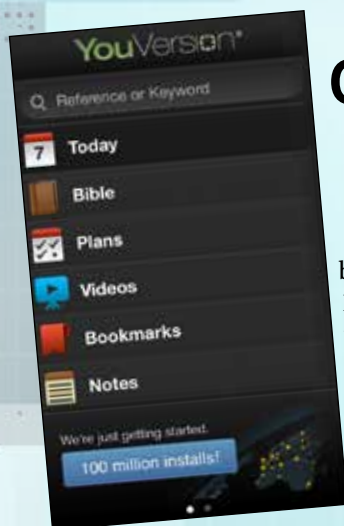 YouVersion®
Reference or Keyword
7
Today
Bible
Plans
Videos
Bookmarks
Notes
We're just getting started.
100 million installs!